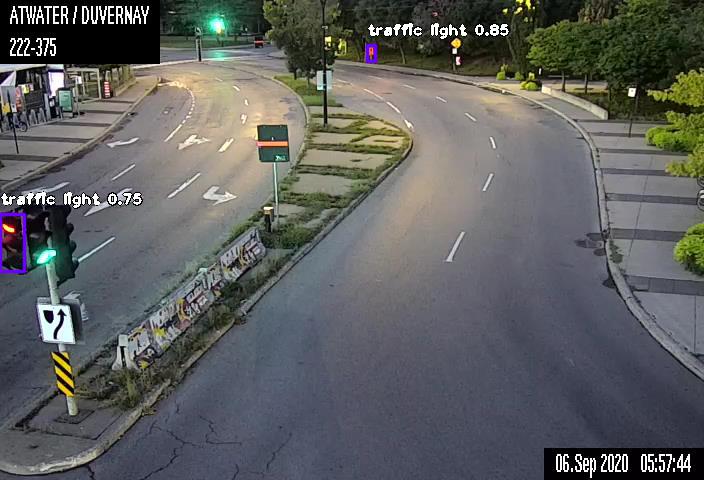 ATWATER / DUVERNAY
222-375
traffic light 0.85
traffic light 0.75
06.Sep 2020 05:57:44